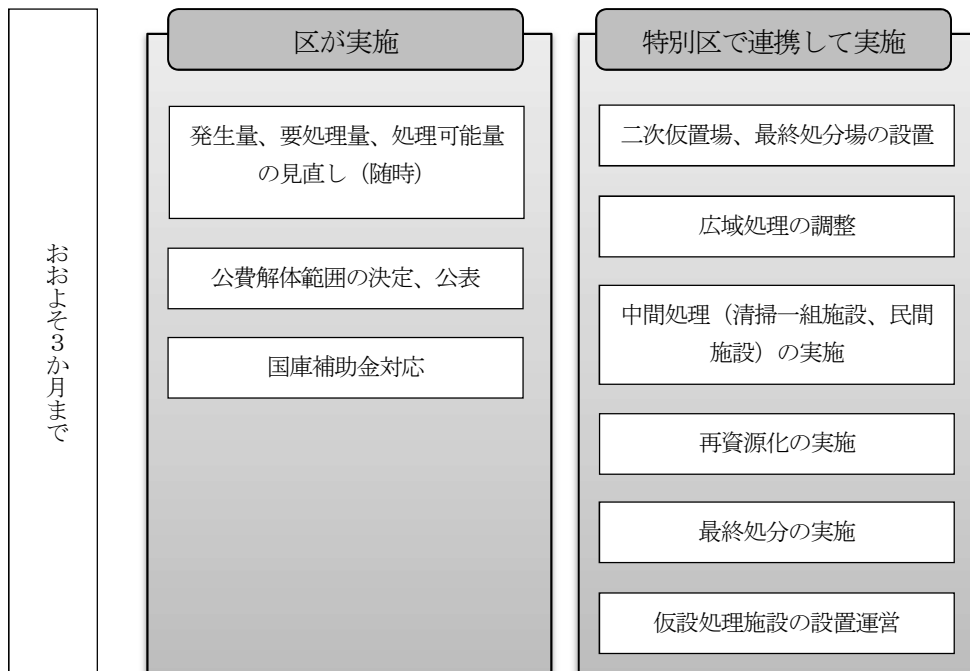 おおよそ３か月まで
区が実施
発生量、要処理量、処理可能量
の見直し（随時）
公費解体範囲の決定、公表
国庫補助金対応
特別区で連携して実施
二次仮置場、最終処分場の設置
広域処理の調整
中間処理（清掃一組施設、民間
施設）の実施
再資源化の実施
最終処分の実施
仮設処理施設の設置運営